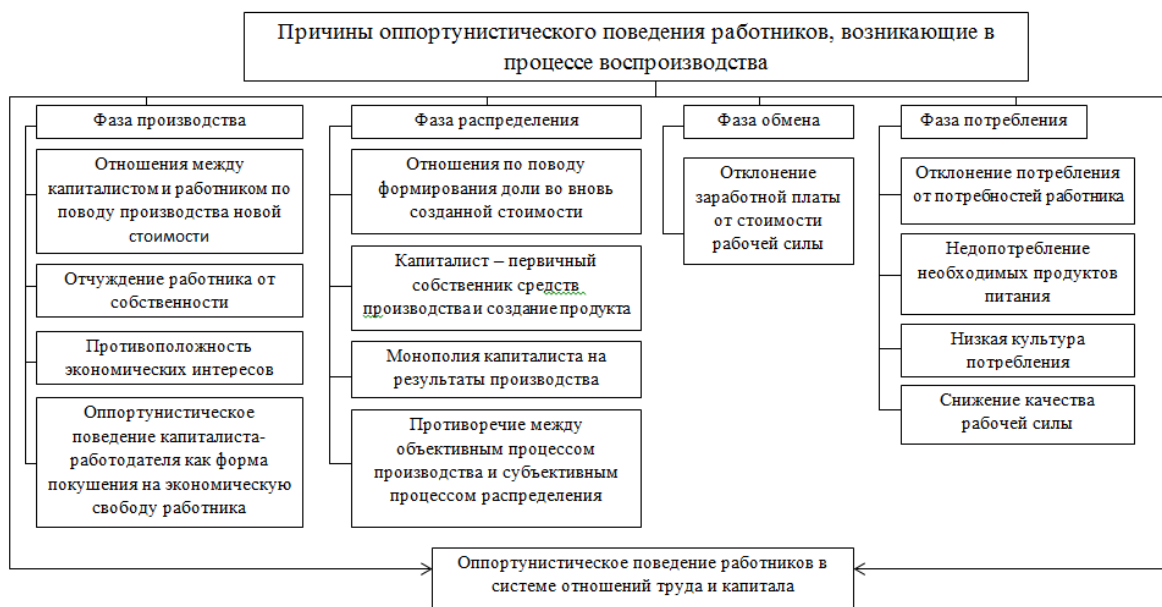 Причины оппортунистического поведения работников, возникающие в
процессе воспроизводства
Фаза производства
Отношения между
капиталистом и работником по
поводу производства новой
стоимости
Отчуждение работника от
собственности
Противоположность
экономических интересов
Оппортунистическое
поведение капиталиста-
работодателя как форма
покушения на экономическую
свободу работника
Фаза распределения
Отношения по поводу
формирования доли во вновь
созданной стоимости
Капиталист – первичный
собственник средств
производства и создание продукта
Монополия капиталиста на
результаты производства
Противоречие между
объективным процессом
производства и субъективным
процессом распределения
Фаза обмена
Отклонение
заработной платы
от стоимости
рабочей силы
Фаза потребления
Отклонение потребления
от потребностей работника
Недопотребление
необходимых продуктов
питания
Низкая культура
потребления
Снижение качества
рабочей силы
Оппортунистическое поведение работников в
системе отношений труда и капитала